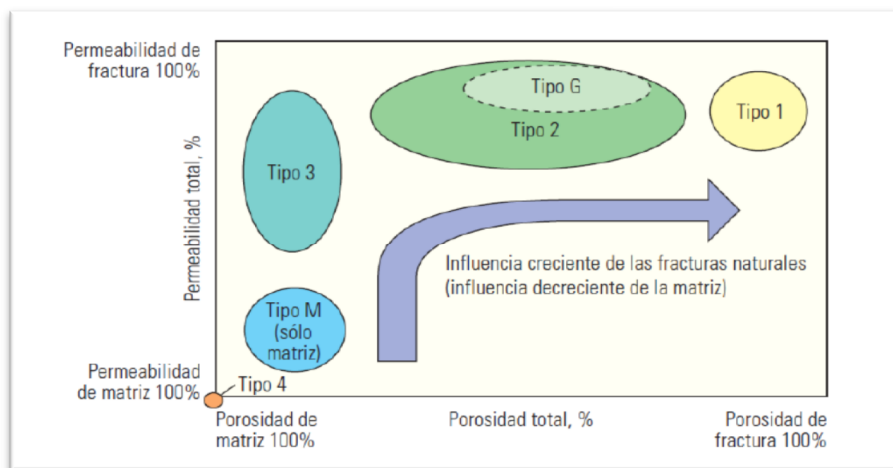 Permeabilidad de
fractura 100%
Tipo G
Tipo 2
Tipo 1
Tipo 3
Permeabilidad total, %
Influencia creciente de las fracturas naturales
(influencia decreciente de la matriz)
Tipo M
(sólo
matriz)
Permeabilidad
de matriz 100%
Tipo 4
Porosidad de
matriz 100%
Porosidad total, %
Porosidad de
fractura 100%